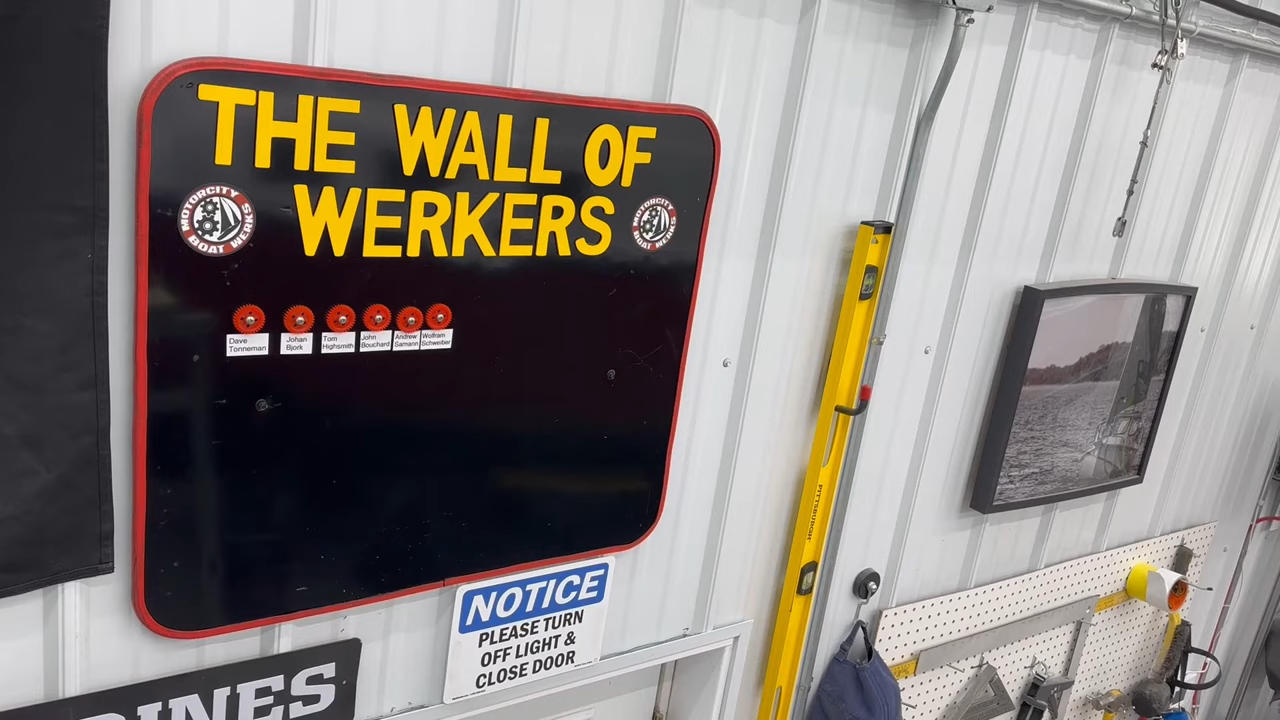 THE WALL OF
WERKERS
MOTORCITY
BOAT WERKS
MOTORCITY
BOAT WERKS
Dave
Tonneman
Johan
Bjork
Tom
Highsmith
John
Bouchard
Andrew
Samann
Wolfram
Schweiber
PITTSBURGH
NOTICE
PLEASE TURN
OFF LIGHT &
CLOSE DOOR
INES